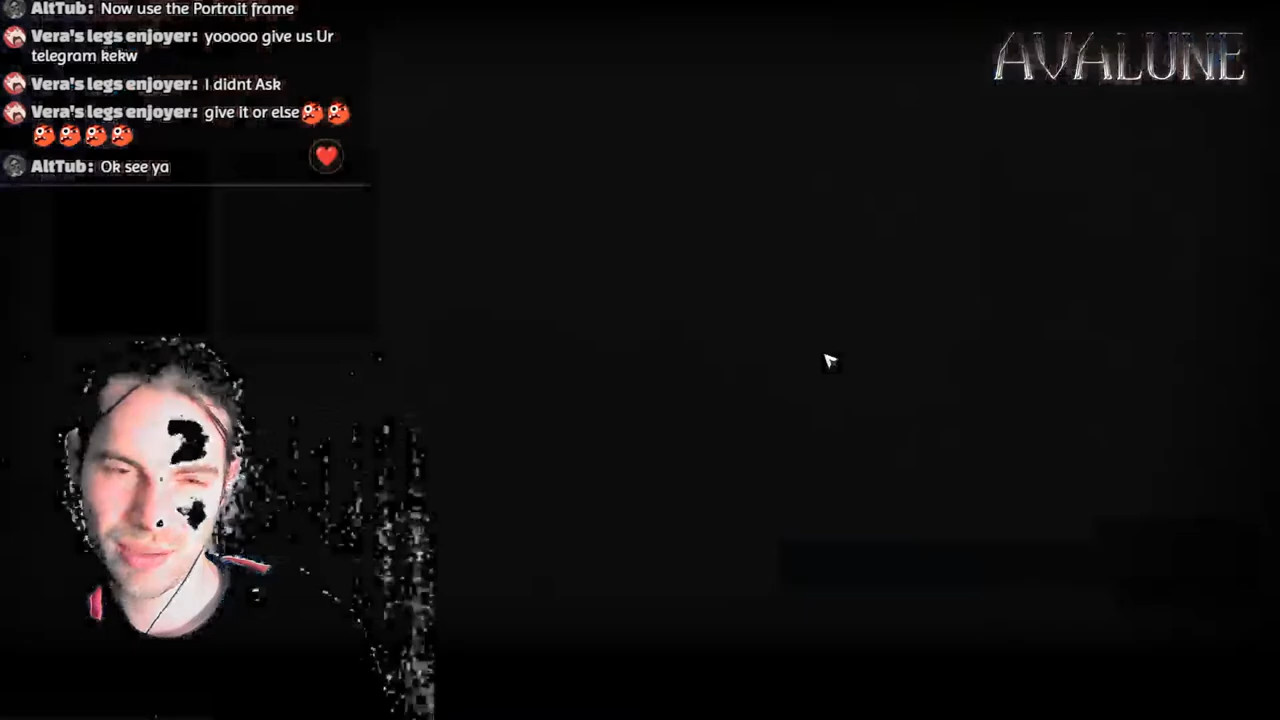 AltTub: Now use the Portrait frame
Vera's legs enjoyer: yooooo give us Ur
telegram kekw
Vera's legs enjoyer: I didnt Ask
Vera's legs enjoyer: give it or else
AltTub: Ok see ya
AVALUNE